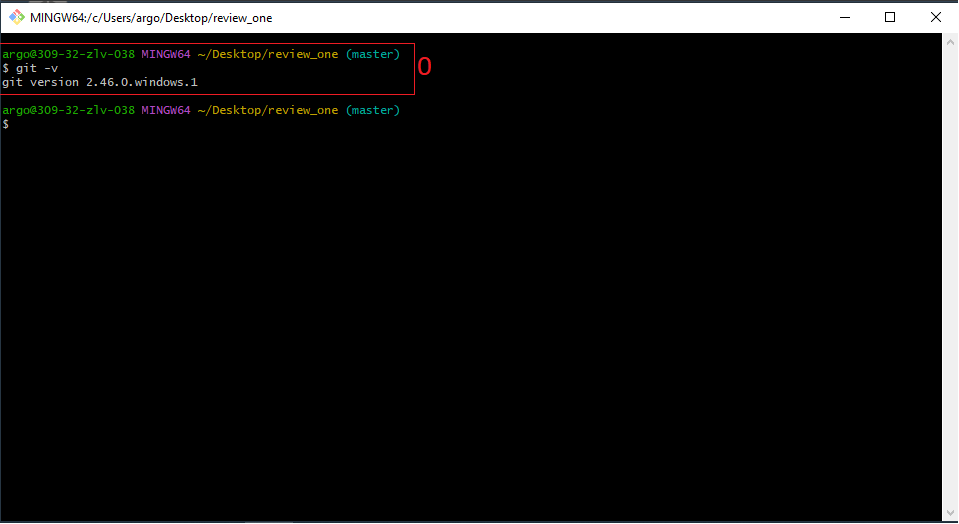 MINGW64:/c/Users/argo/Desktop/review_one
argo@309-32-zlv-038 MINGW64 ~/Desktop/review_one (master)
$ git -v
git version 2.46.0.windows.1
0
argo@309-32-zlv-038 MINGW64 ~/Desktop/review_one (master)
$